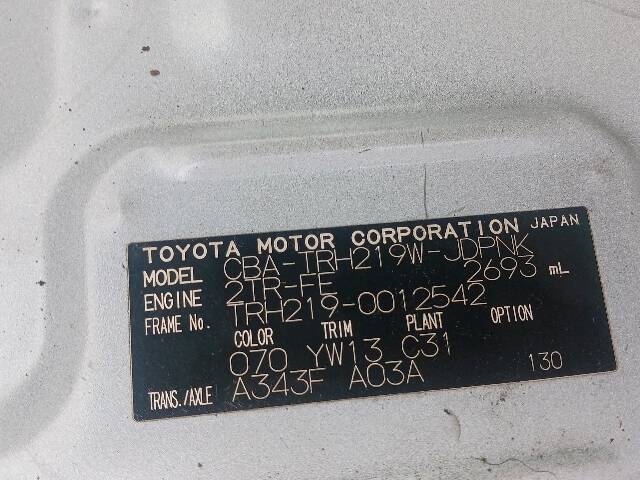 TOYOTA MOTOR CORPORATION JAPAN
MODEL CBA-TRH219W-JDPNK
ENGINE 2TR-FE 2693 mL
FRAME No. TRH219-0012542
COLOR TRIM PLANT OPTION
070 YW13 C31
TRANS./AXLE A343F A03A 130